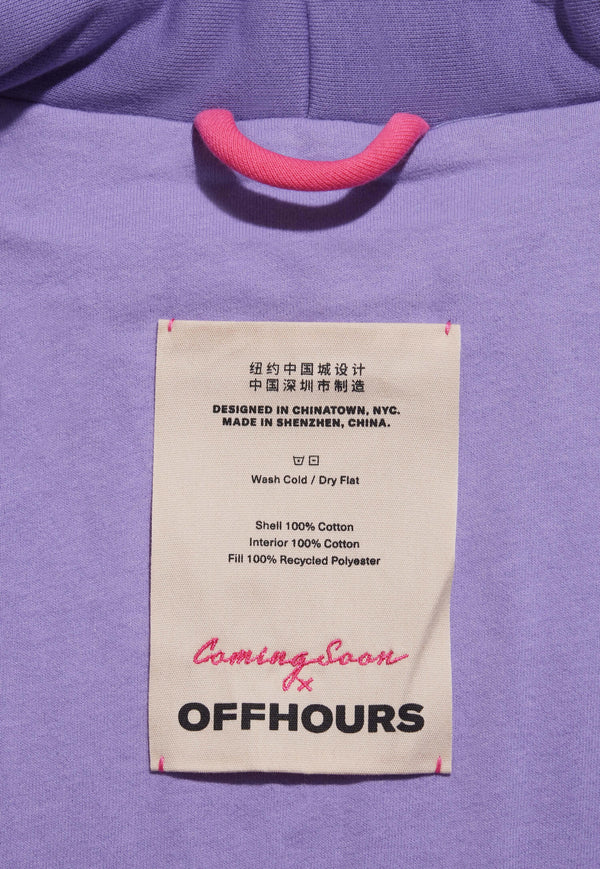 纽约中国城设计
中国深圳市制造
DESIGNED IN CHINATOWN, NYC.
MADE IN SHENZHEN, CHINA.
Wash Cold / Dry Flat
Shell 100% Cotton
Interior 100% Cotton
Fill 100% Recycled Polyester
Coming Soon
x
OFFHOURS